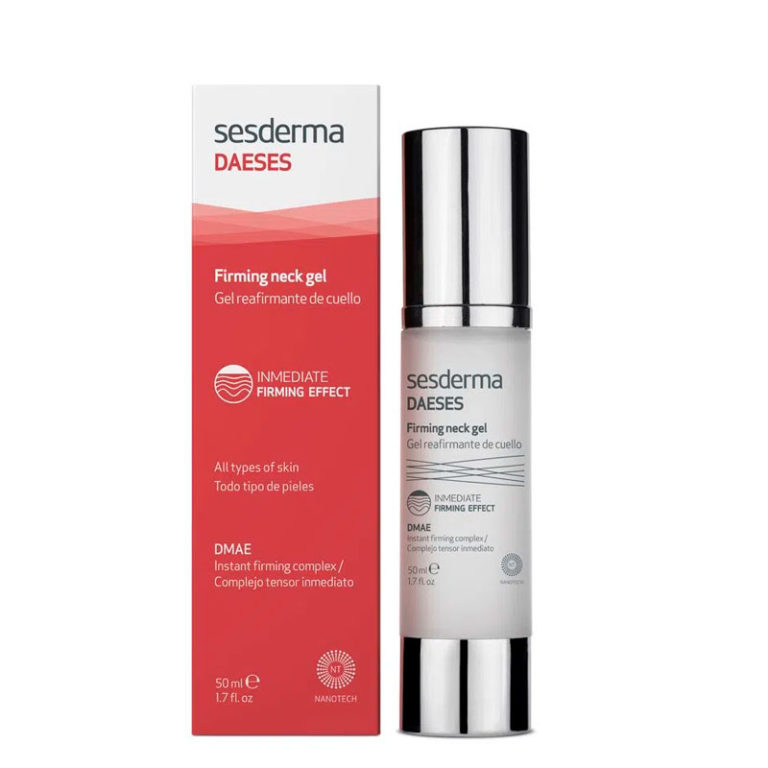 sesderma
DAESES
Firming neck gel
Gel reafirmante de cuello
INMEDIATE
FIRMING EFFECT
All types of skin
Todo tipo de pieles
DMAE
Instant firming complex /
Complejo tensor inmediato
50 ml ℮
1.7 fl. oz
NT
NANOTECH
sesderma
DAESES
Firming neck gel
Gel reafirmante de cuello
INMEDIATE
FIRMING EFFECT
DMAE
Instant firming complex /
Complejo tensor inmediato
50 ml ℮
1.7 fl. oz
NT
NANOTECH